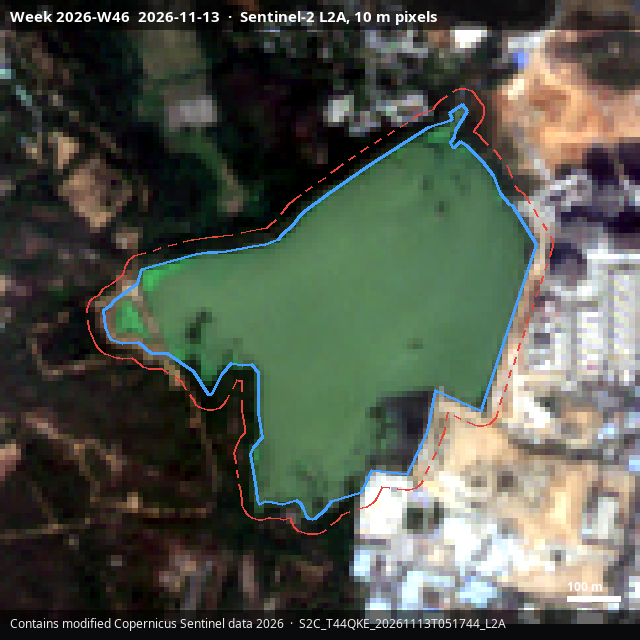 Week 2026-W46  2026-11-13  ·  Sentinel-2 L2A, 10 m pixels
100 m
Contains modified Copernicus Sentinel data 2026  ·  S2C_T44QKE_20261113T051744_L2A